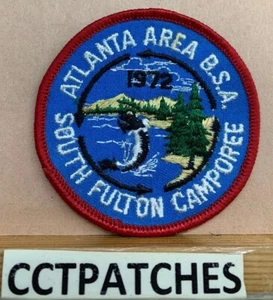 ATLANTA AREA B.S.A.
1972
SOUTH FULTON CAMPOREE
CCTPATCHES